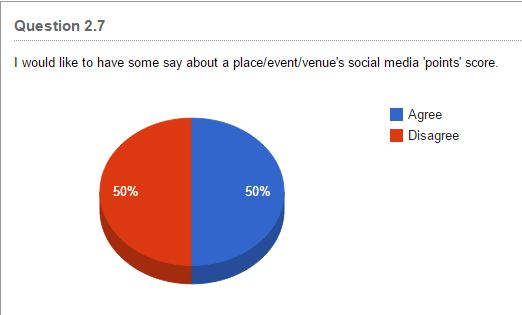 Question 2.7
I would like to have some say about a place/event/venue's social media 'points' score.
Agree
Disagree
50%
50%